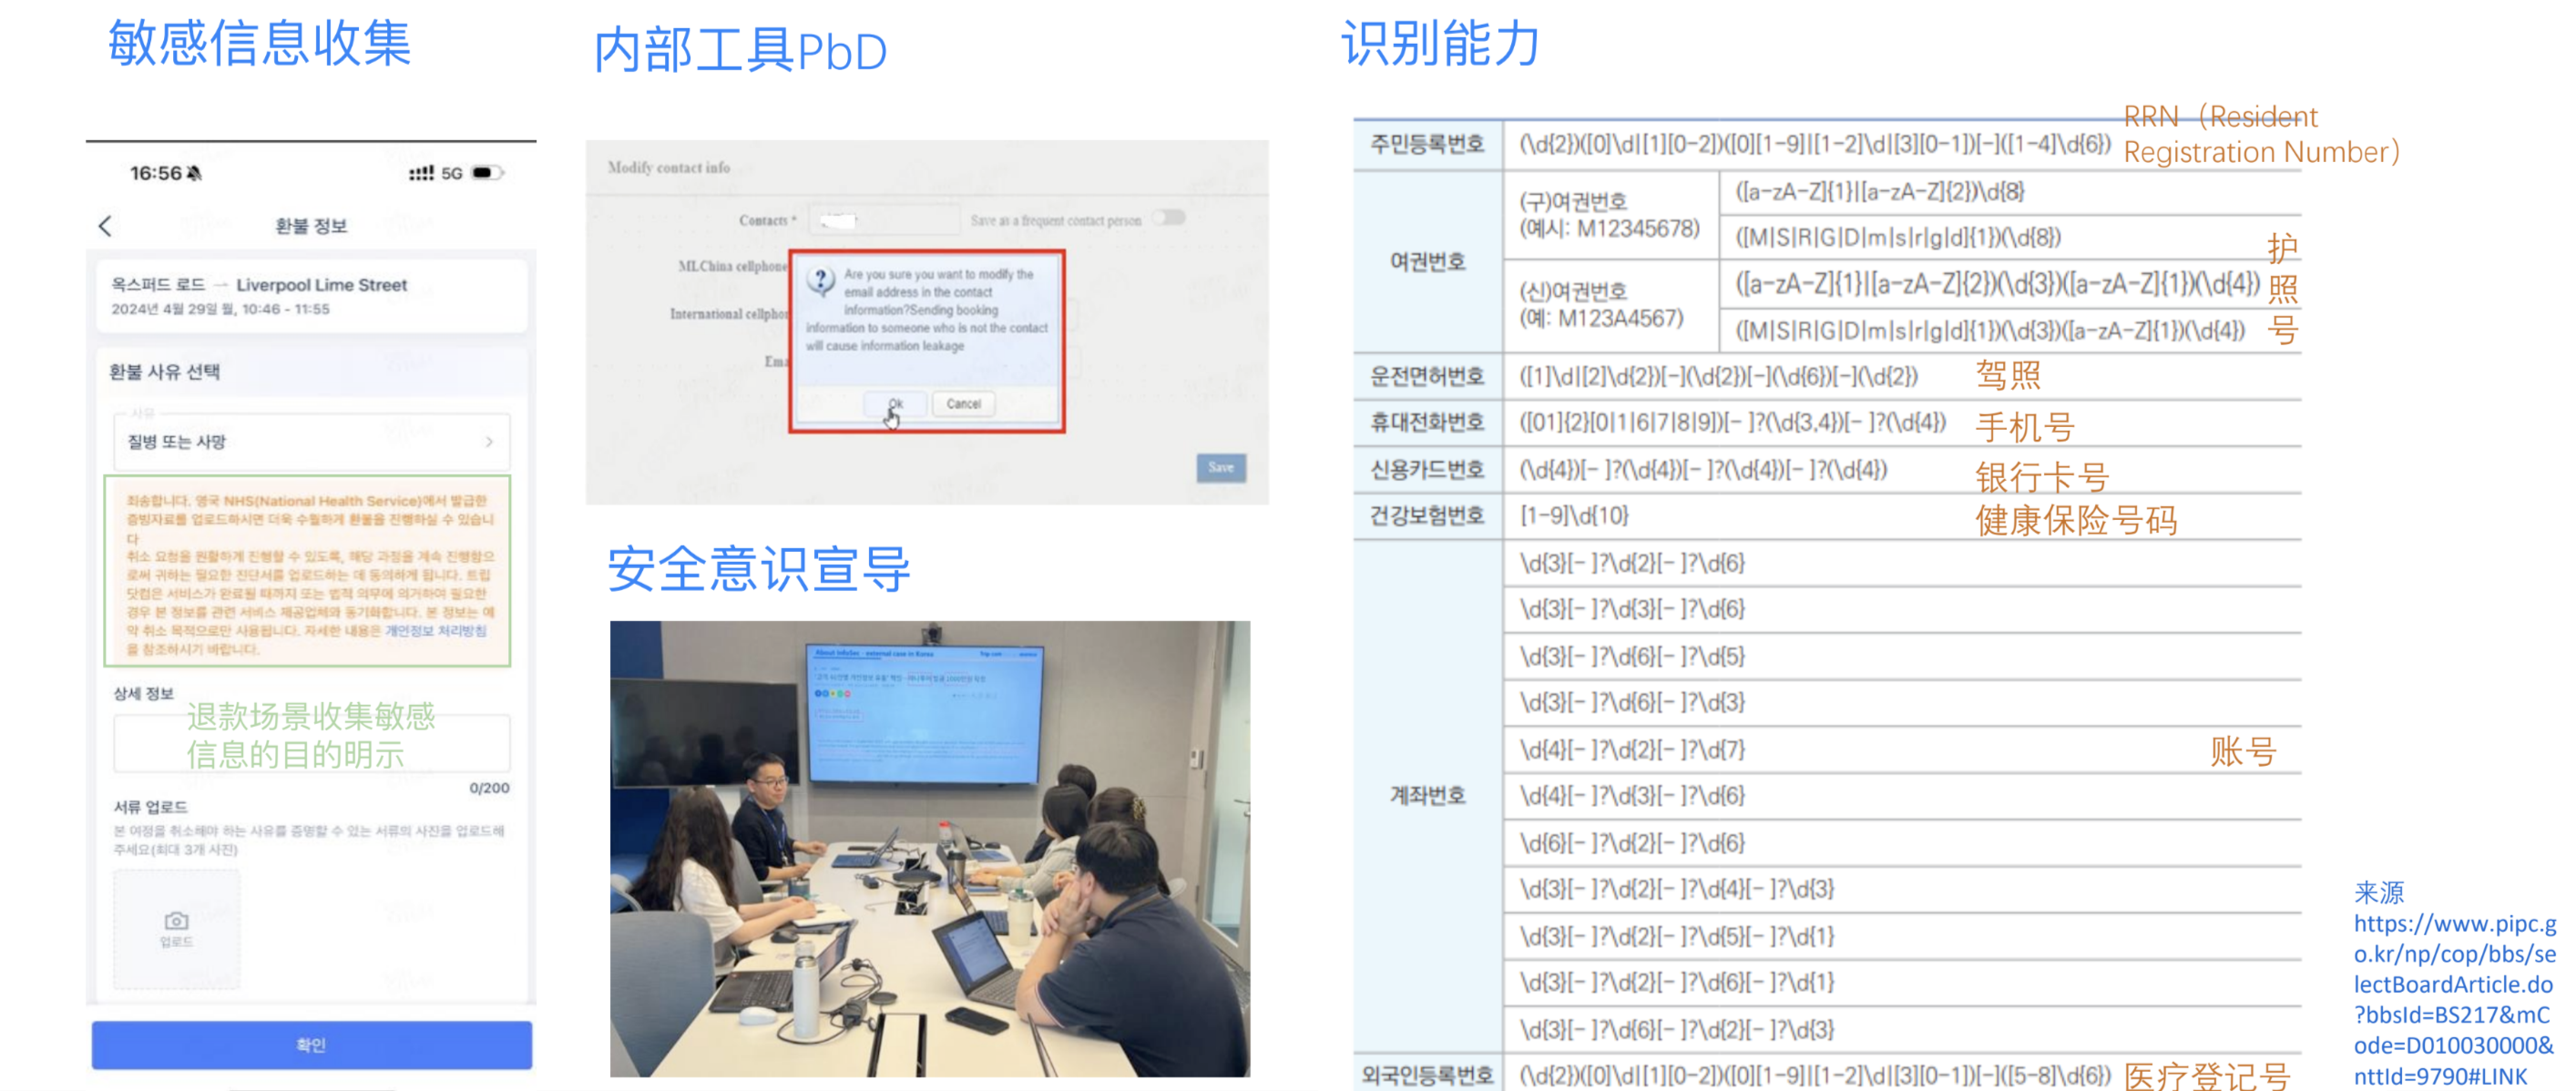 敏感信息收集
16:56
5G
환불 정보
옥스퍼드 로드 → Liverpool Lime Street
2024년 4월 29일 월, 10:46 - 11:55
환불 사유 선택
사유
질병 또는 사망
죄송합니다. 영국 NHS(National Health Service)에서 발급한
증빙자료를 업로드하시면 더욱 수월하게 환불을 진행하실 수 있습니
다
취소 요청을 원활하게 진행할 수 있도록, 해당 과정을 계속 진행함으
로써 귀하는 필요한 진단서를 업로드하는 데 동의하게 됩니다. 트립
닷컴은 서비스가 완료될 때까지 또는 법적 의무에 의거하여 필요한
경우 본 정보를 관련 서비스 제공업체와 동기화합니다. 본 정보는 예
약 취소 목적으로만 사용됩니다. 자세한 내용은 개인정보 처리방침
을 참조하시기 바랍니다.
상세 정보
退款场景收集敏感
信息的目的明示
0/200
서류 업로드
본 여정을 취소해야 하는 사유를 증명할 수 있는 서류의 사진을 업로드해
주세요(최대 3개 사진)
업로드
확인
内部工具PbD
Modify contact info
Contacts *
Save as a frequent contact person
MLChina cellphone
International cellphor
Ema
Are you sure you want to modify the
email address in the contact
information?Sending booking
information to someone who is not the contact
will cause information leakage
Ok
Cancel
Save
安全意识宣导
About InfoSec - external case in Korea
Trip.com
识别能力
주민등록번호 (\d{2})([0]\d|[1][0-2])([0][1-9]|[1-2]\d|[3][0-1])[-]([1-4]\d{6})
RRN（Resident
Registration Number）
여권번호
(구)여권번호
(예시: M12345678)
([a-zA-Z]{1}|[a-zA-Z]{2})\d{8}
([M|S|R|G|D|m|s|r|g|d]{1})(\d{8})
(신)여권번호
(예: M123A4567)
([a-zA-Z]{1}|[a-zA-Z]{2})(\d{3})([a-zA-Z]{1})(\d{4})
([M|S|R|G|D|m|s|r|g|d]{1})(\d{3})([a-zA-Z]{1})(\d{4})
护
照
号
운전면허번호 ([1]\d|[2]\d{2})[-](\d{2})[-](\d{6})[-](\d{2}) 驾照
휴대전화번호 ([01]{2}[0|1|6|7|8|9])[- ]?(\d{3,4})[- ]?(\d{4}) 手机号
신용카드번호 (\d{4})[- ]?(\d{4})[- ]?(\d{4})[- ]?(\d{4}) 银行卡号
건강보험번호 [1-9]\d{10} 健康保险号码
계좌번호
\d{3}[- ]?\d{2}[- ]?\d{6}
\d{3}[- ]?\d{3}[- ]?\d{6}
\d{3}[- ]?\d{6}[- ]?\d{5}
\d{3}[- ]?\d{6}[- ]?\d{3}
\d{4}[- ]?\d{2}[- ]?\d{7}
账号
\d{4}[- ]?\d{3}[- ]?\d{6}
\d{6}[- ]?\d{2}[- ]?\d{6}
\d{3}[- ]?\d{2}[- ]?\d{4}[- ]?\d{3}
\d{3}[- ]?\d{2}[- ]?\d{5}[- ]?\d{1}
\d{3}[- ]?\d{2}[- ]?\d{6}[- ]?\d{1}
\d{3}[- ]?\d{6}[- ]?\d{2}[- ]?\d{3}
외국인등록번호 (\d{2})([0]\d|[1][0-2])([0][1-9]|[1-2]\d|[3][0-1])[-]([5-8]\d{6}) 医疗登记号
来源
https://www.pipc.g
o.kr/np/cop/bbs/se
lectBoardArticle.do
?bbsId=BS217&mC
ode=D010030000&
nttId=9790#LINK